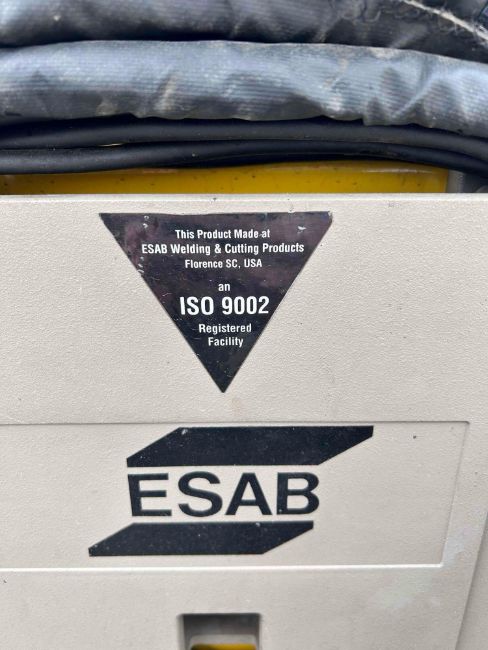 This Product Made at
ESAB Welding & Cutting Products
Florence SC, USA
an
ISO 9002
Registered
Facility
ESAB